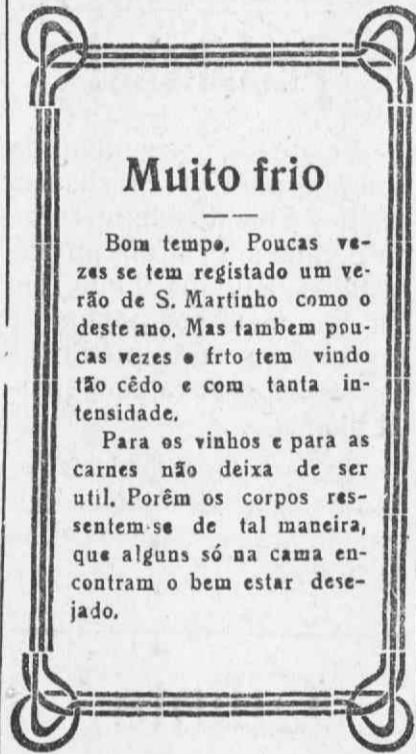 Muito frio
Bom tempo. Poucas ve-
zes se tem registado um ve-
rão de S. Martinho como o
deste ano. Mas tambem pou-
cas vezes o frto tem vindo
tão cêdo e com tanta in-
tensidade.
Para os vinhos e para as
carnes não deixa de ser
util. Porêm os corpos res-
sentem-se de tal maneira,
que alguns só na cama en-
contram o bem estar dese-
jado.